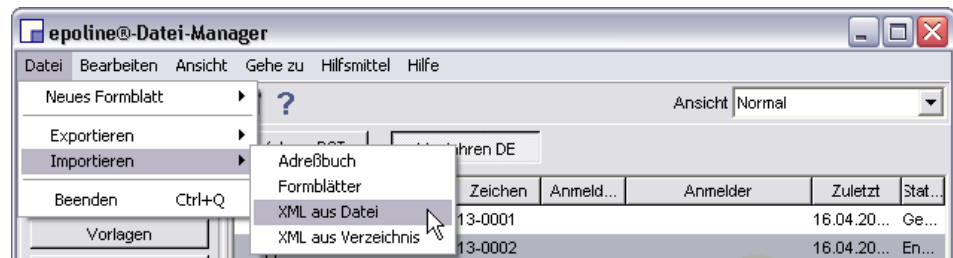 epoline®-Datei-Manager
Datei Bearbeiten Ansicht Gehe zu Hilfsmittel Hilfe
Neues Formblatt
? Ansicht Normal
Exportieren
Importieren
hren DE
Adreßbuch
Formblätter
XML aus Datei
XML aus Verzeichnis
Beenden Ctrl+Q
Vorlagen
Zeichen Anmeld... Anmelder Zuletzt Stat...
13-0001 16.04.20... Ge...
13-0002 16.04.20... En...